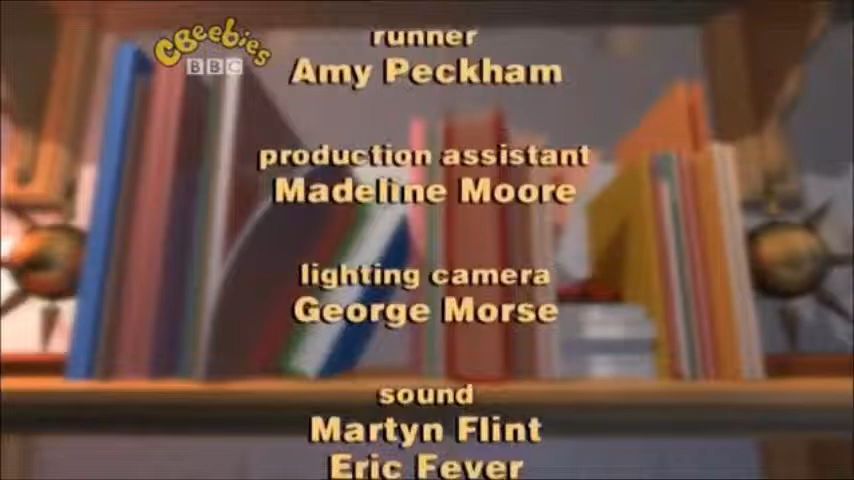 CBeebies
BBC
runner
Amy Peckham
production assistant
Madeline Moore
lighting camera
George Morse
sound
Martyn Flint
Eric Fever